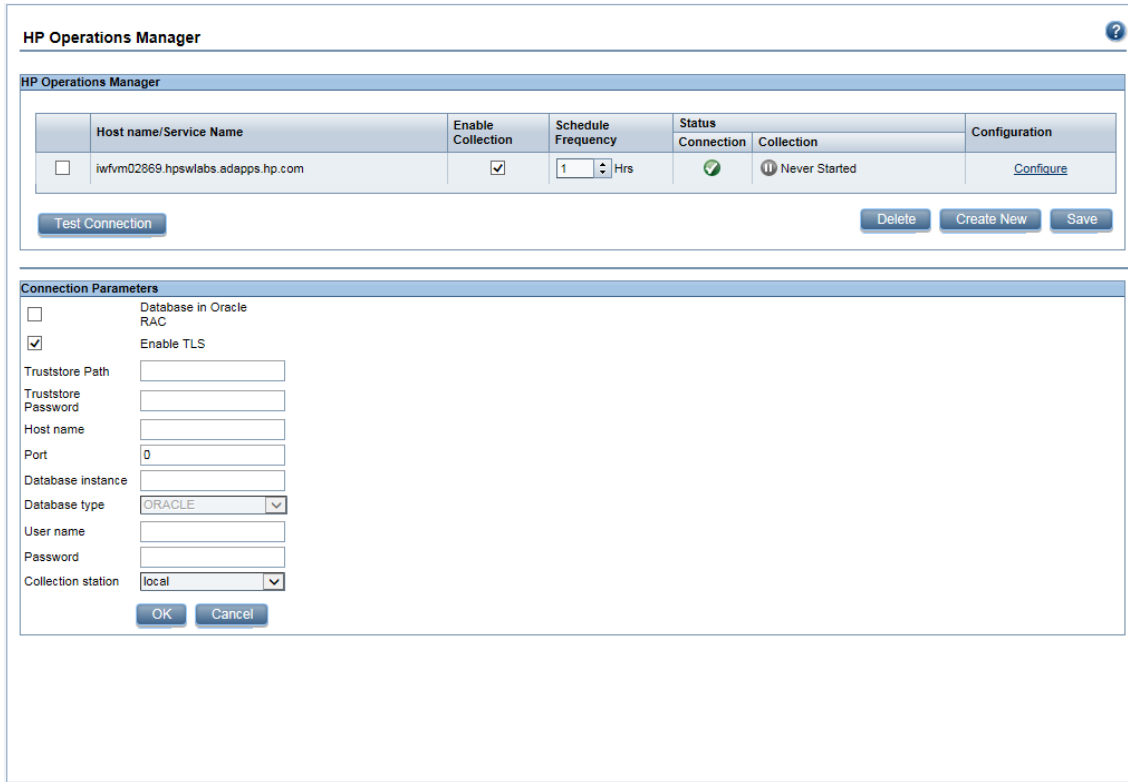 HP Operations Manager
?
HP Operations Manager
Host name/Service Name
Enable Collection
Schedule Frequency
Status
Connection
Collection
Configuration
iwfvm02869.hpswlabs.adapps.hp.com
1
Hrs
Never Started
Configure
Test Connection
Delete
Create New
Save
Connection Parameters
Database in Oracle
RAC
Enable TLS
Truststore Path
Truststore
Password
Host name
Port
0
Database instance
Database type
ORACLE
User name
Password
Collection station
local
OK
Cancel